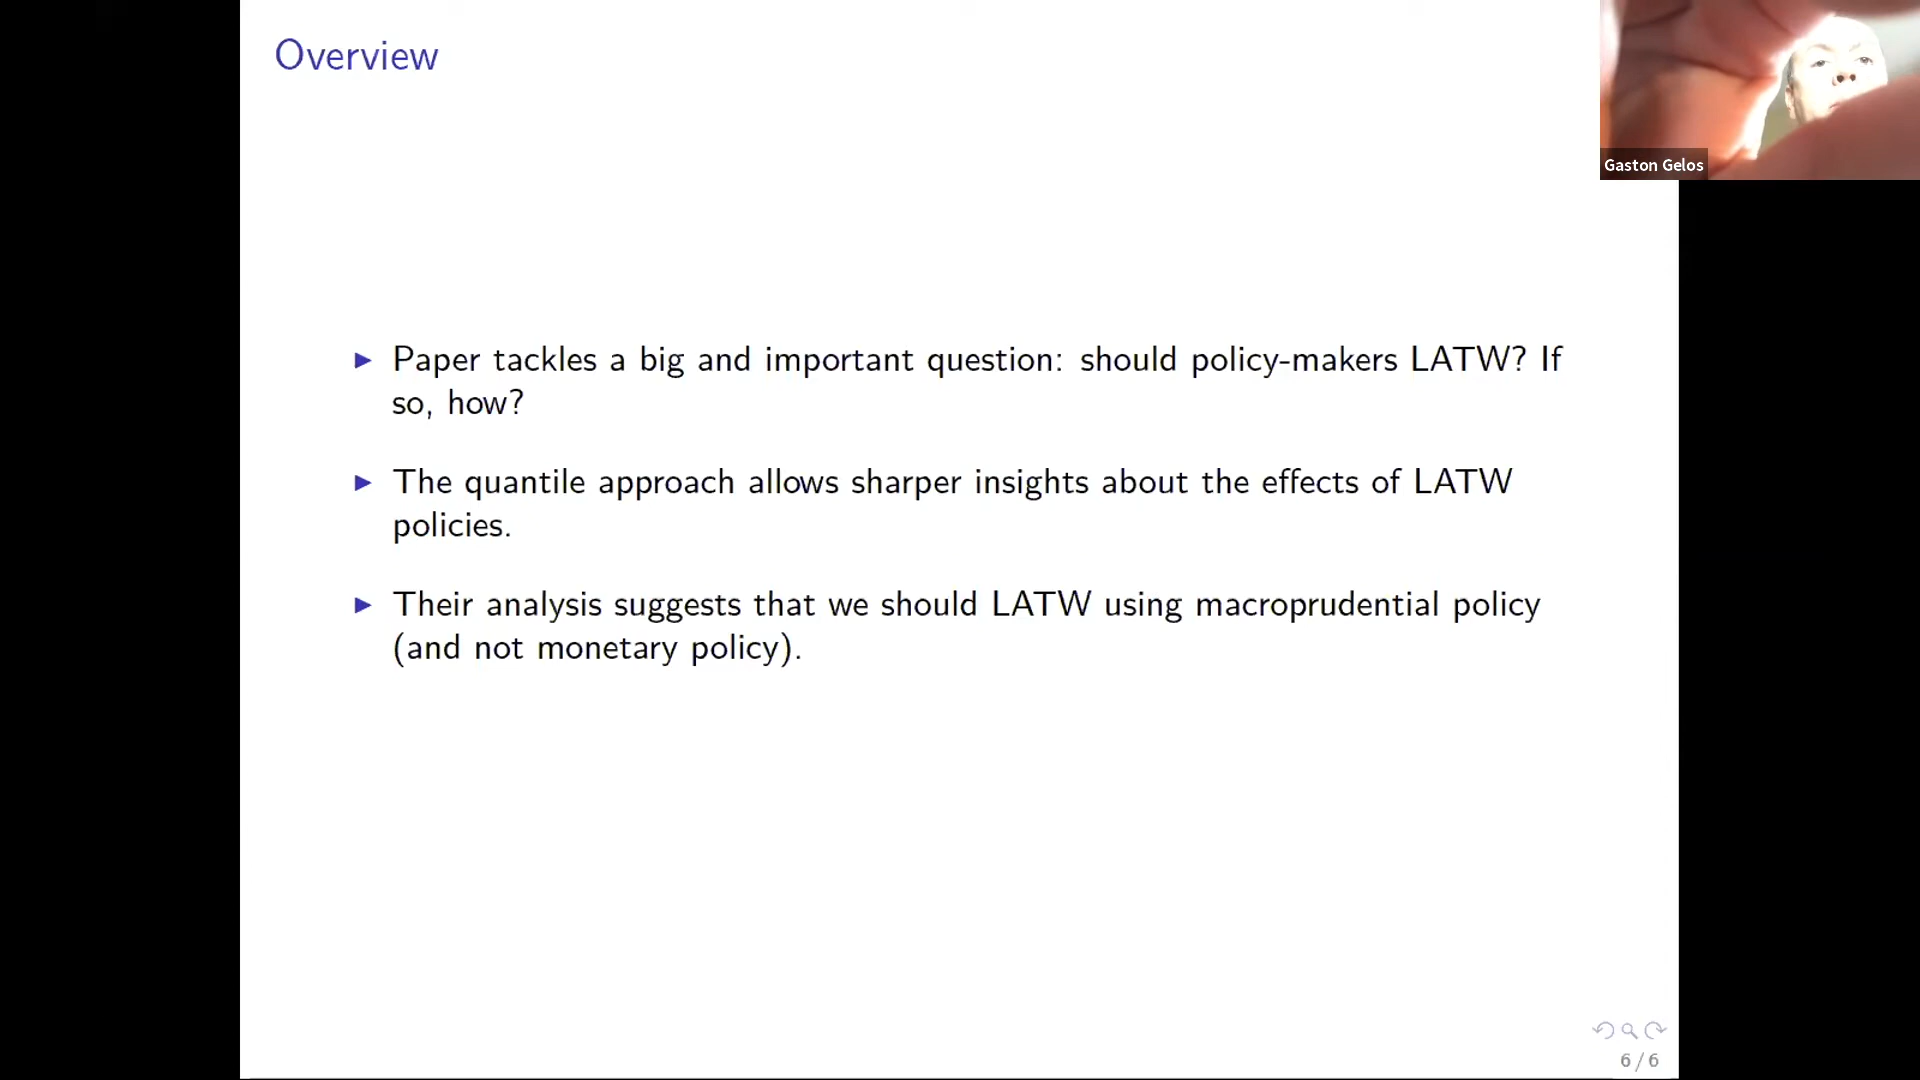 Overview
Gaston Gelos
▶ Paper tackles a big and important question: should policy-makers LATW? If
so, how?
▶ The quantile approach allows sharper insights about the effects of LATW
policies.
▶ Their analysis suggests that we should LATW using macroprudential policy
(and not monetary policy).
6 / 6